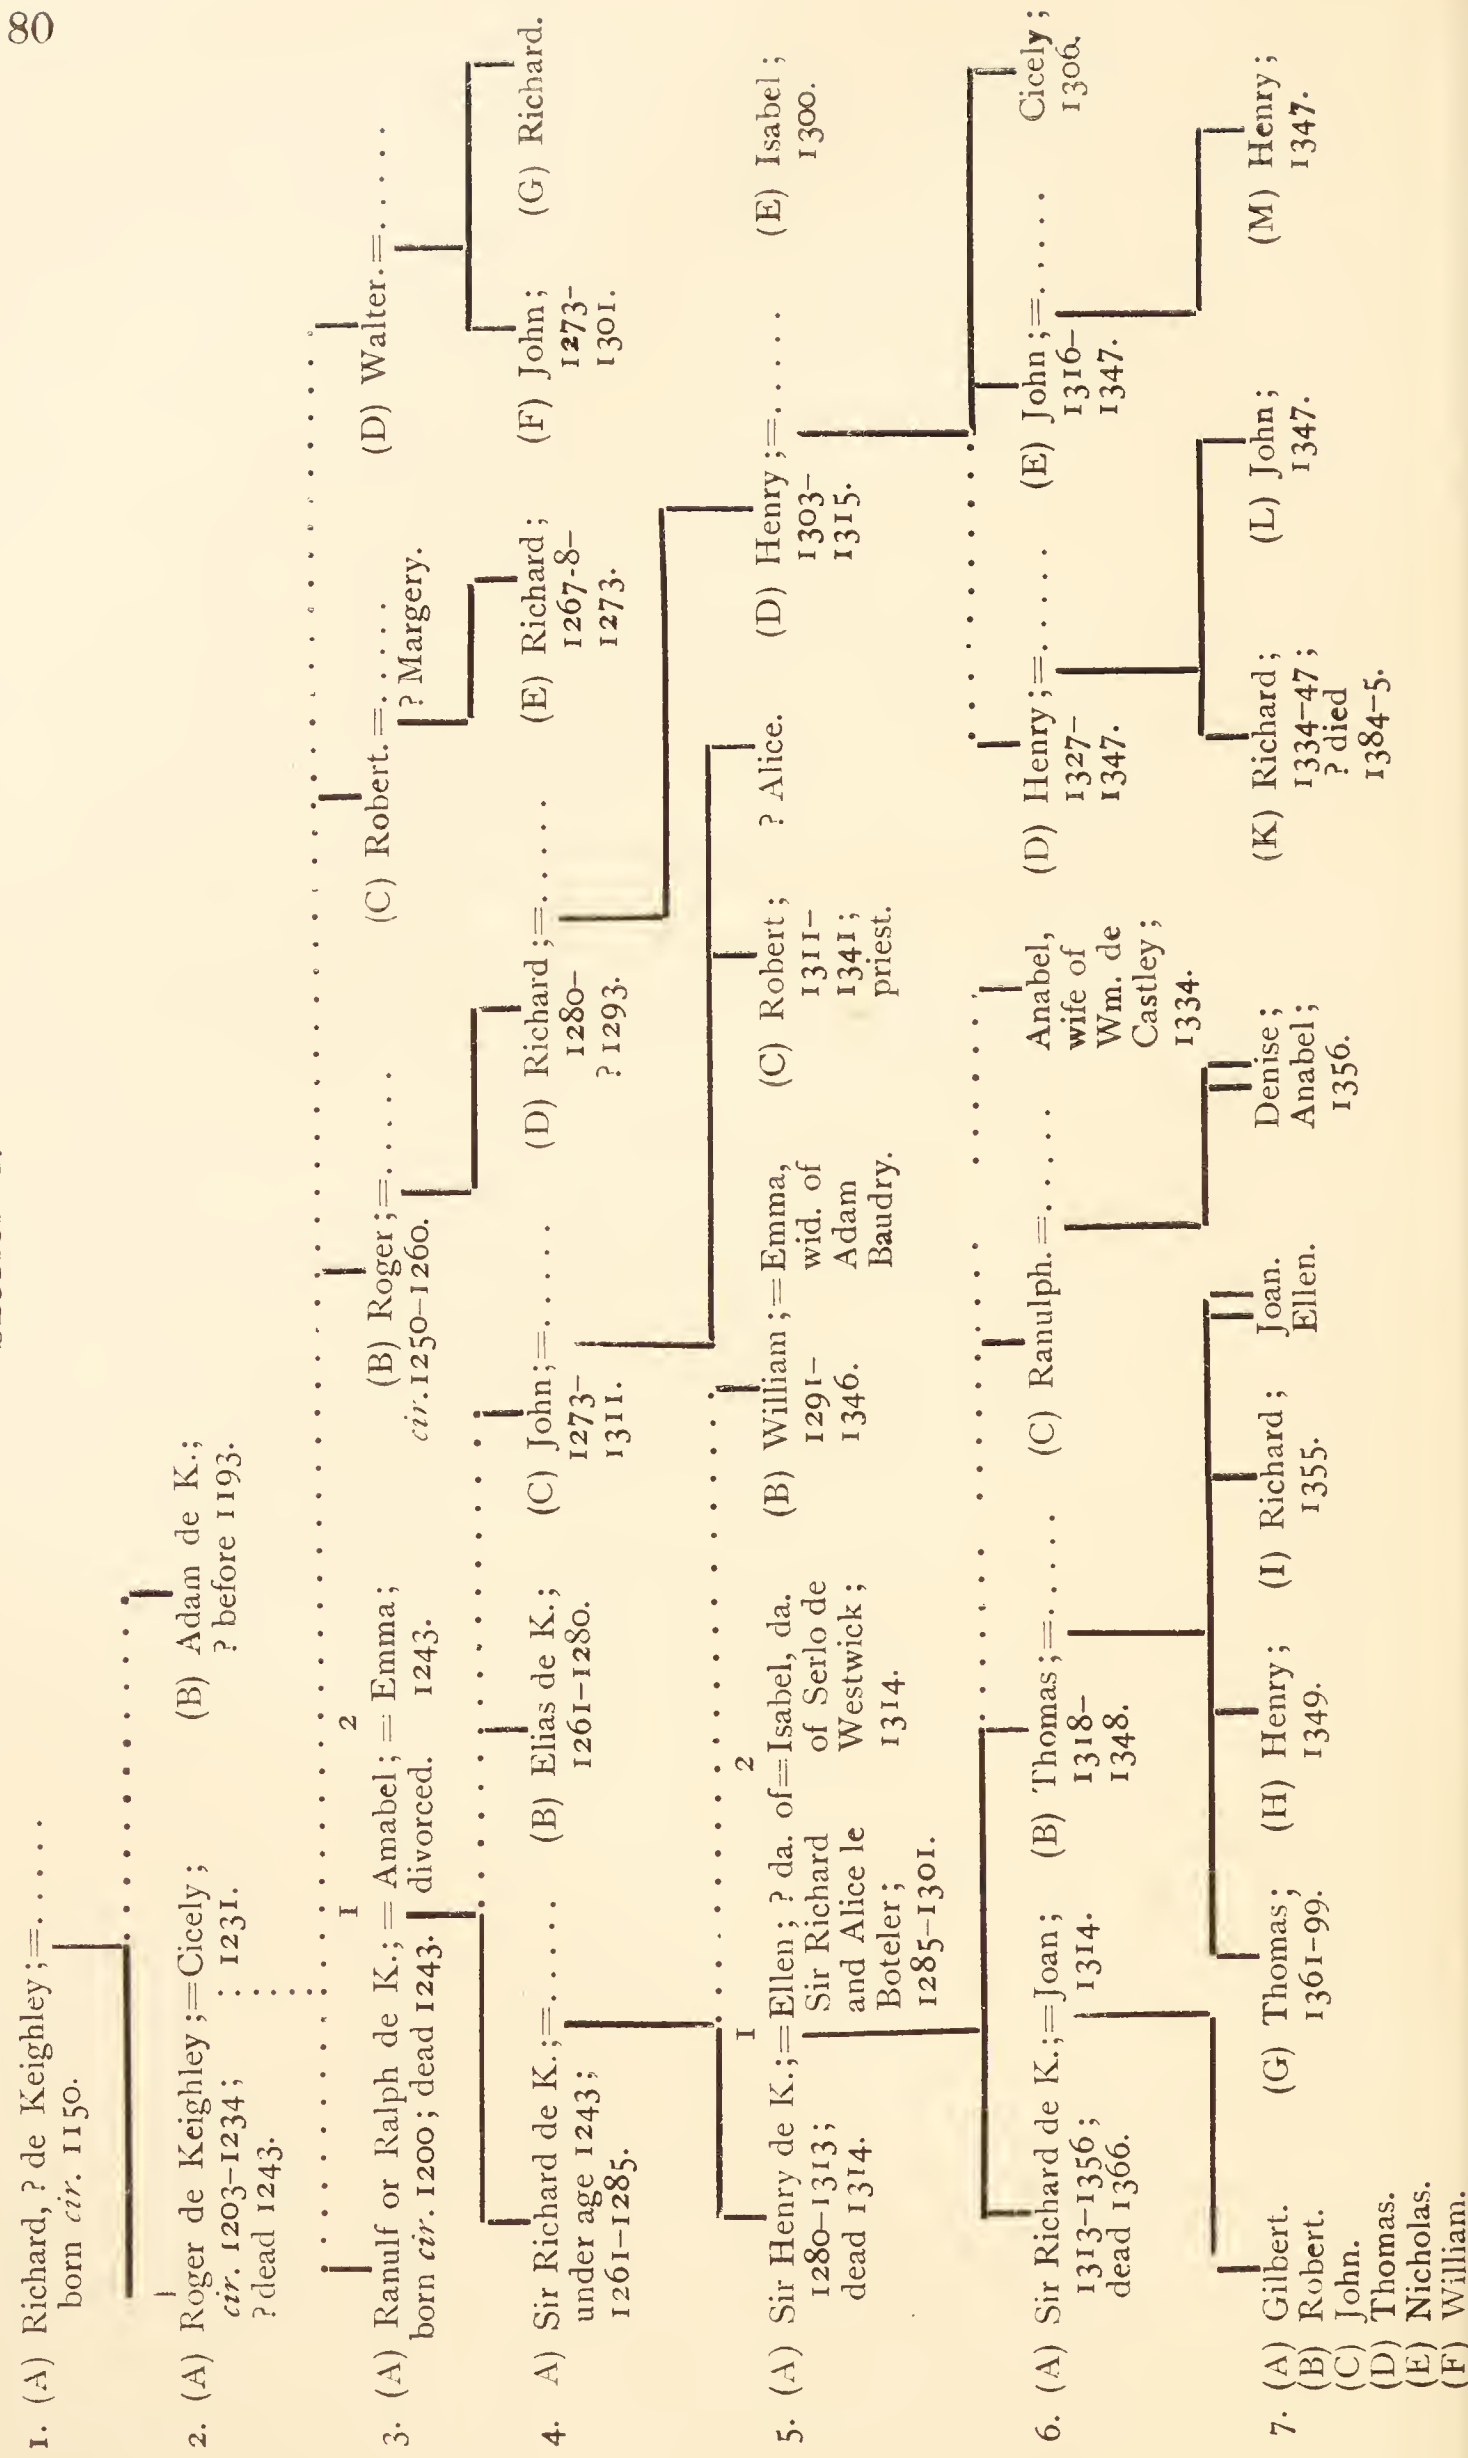 80
1. (A) Richard, ? de Keighley ;=.....
born cir. 1150.
2. (A) Roger de Keighley ;=Cicely ;
cir. 1203–1234 ; 1231.
? dead 1243.
(B) Adam de K. ;
? before 1193.
1 2
3. (A) Ranulf or Ralph de K. ;= Amabel ;= Emma ;
born cir. 1200 ; dead 1243. divorced. 1243.
(B) Roger ;=.....
cir. 1250–1260.
(C) Robert.=.....
? Margery.
(D) Walter.=.....
4. A) Sir Richard de K. ;=.....
under age 1243 ;
1261–1285.
(B) Elias de K. ;
1261–1280.
(C) John ;=.....
1273–
1311.
(D) Richard ;=.....
1280–
? 1293.
(E) Richard ;
1267-8–
1273.
(F) John ;
1273–
1301.
(G) Richard.
1 2
5. (A) Sir Henry de K. ;=Ellen ; ? da. of=Isabel, da.
1280–1313 ; Sir Richard of Serlo de
dead 1314. and Alice le Westwick ;
Boteler ; 1314.
1285–1301.
(B) William ;=Emma,
1291– wid. of
1346. Adam
Baudry.
(C) Robert ;
1311–
1341 ;
priest.
? Alice.
(D) Henry ;=.....
1303–
1315.
(E) Isabel ;
1300.
6. (A) Sir Richard de K. ;=Joan ;
1313–1356 ; 1314.
dead 1366.
(B) Thomas ;=.....
1318–
1348.
(C) Ranulph.=.....
Anabel,
wife of
Wm. de
Castley ;
1334.
(D) Henry ;=.....
1327–
1347.
(E) John ;=.....
1316–
1347.
Cicely ;
1306.
7. (A) Gilbert.
(B) Robert.
(C) John.
(D) Thomas.
(E) Nicholas.
(F) William.
(G) Thomas ;
1361–99.
(H) Henry ;
1349.
(I) Richard ;
1355.
Joan.
Ellen.
Denise ;
Anabel ;
1356.
(K) Richard ;
1334–47 ;
? died
1384–5.
(L) John ;
1347.
(M) Henry ;
1347.